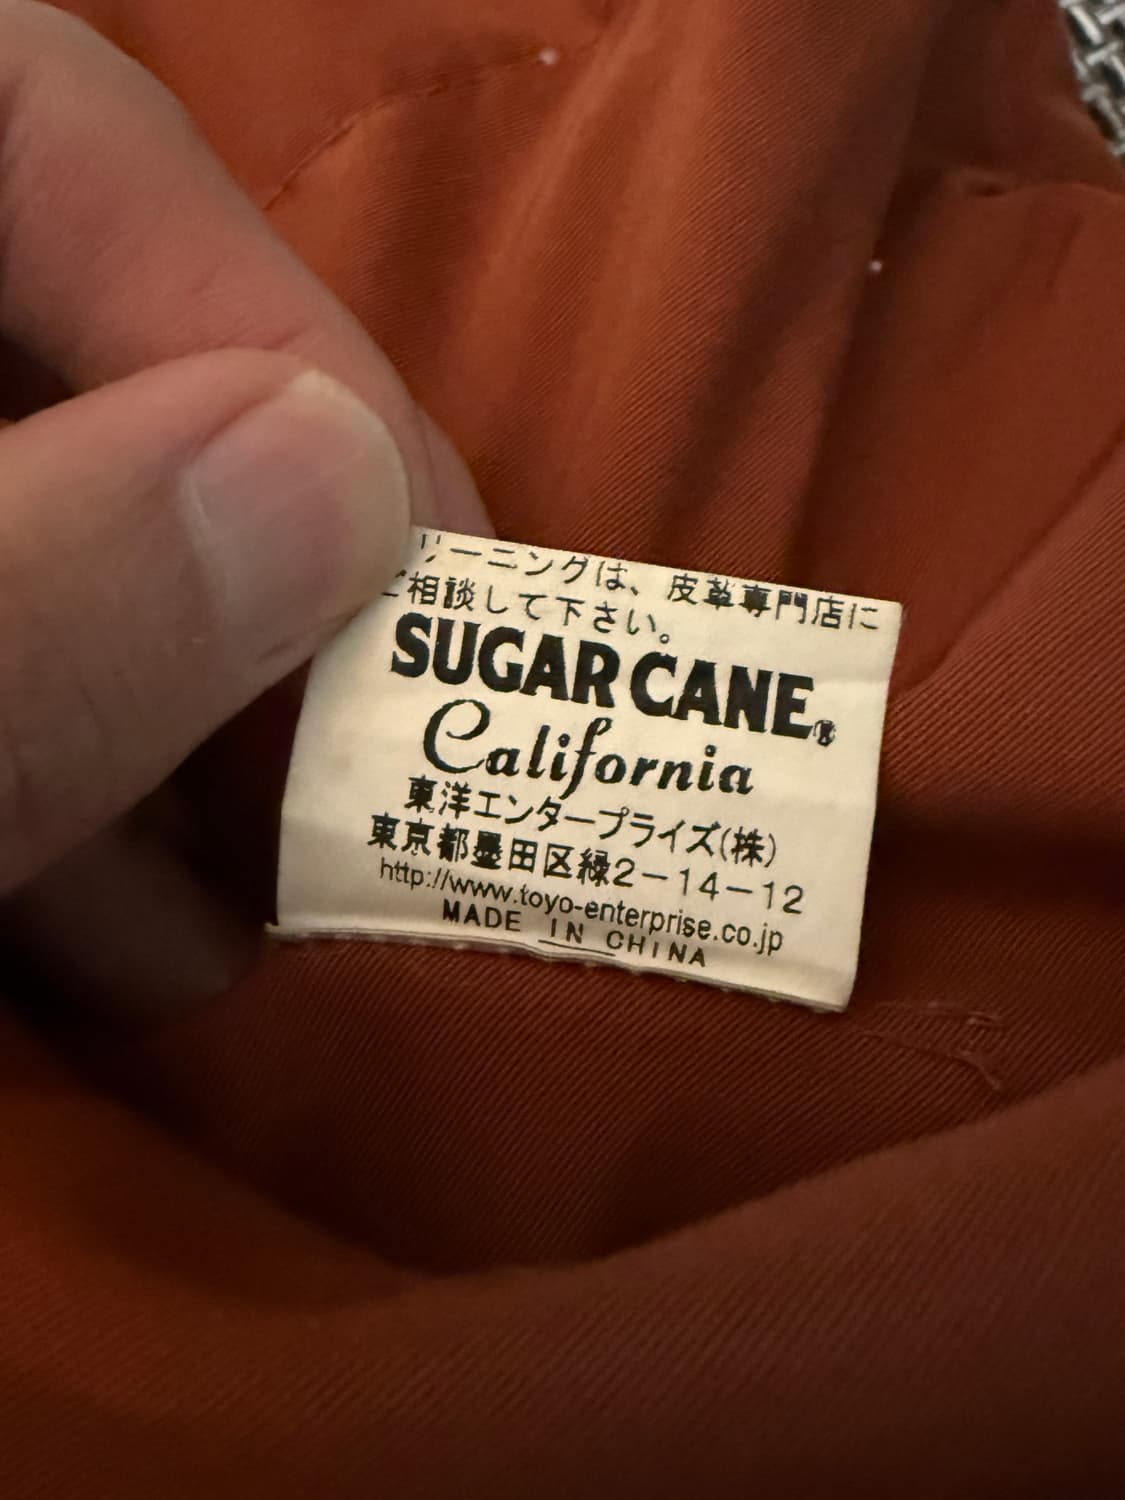 リーニングは、皮革専門店に
ご相談して下さい。
SUGAR CANE®
California
東洋エンタープライズ(株)
東京都墨田区緑2-14-12
http://www.toyo-enterprise.co.jp
MADE IN CHINA